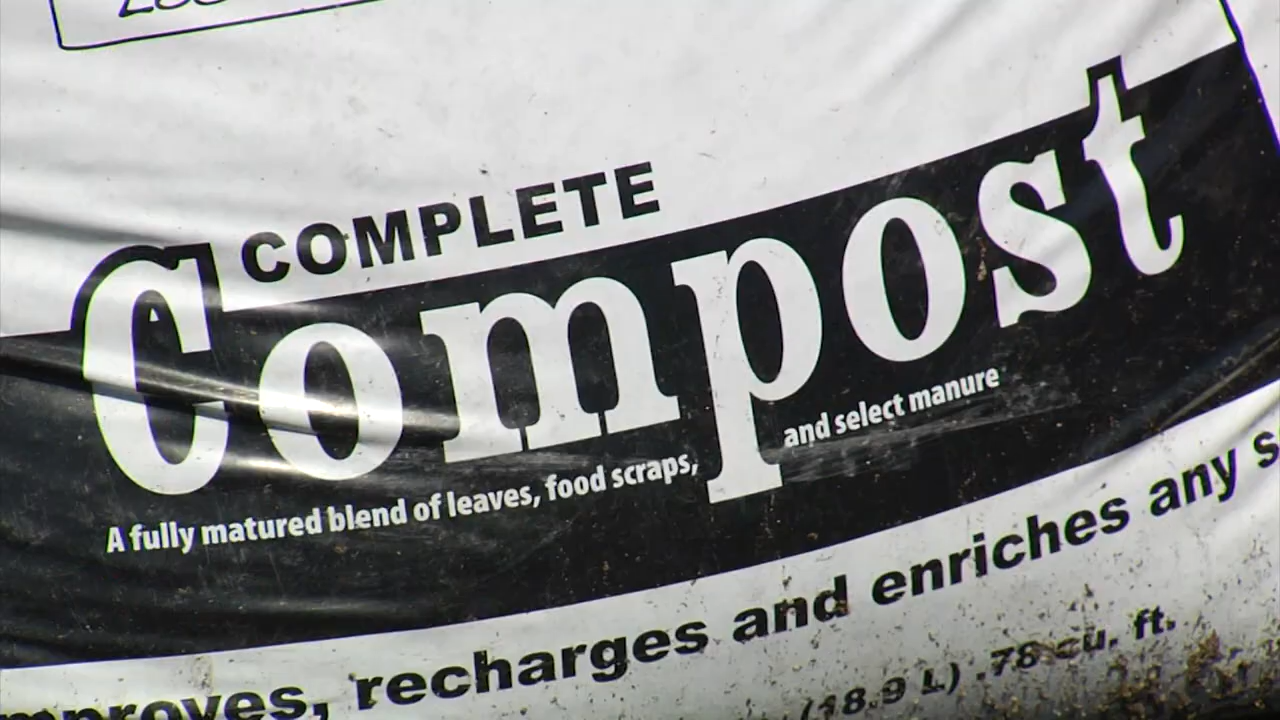 COMPLETE
Compost
A fully matured blend of leaves, food scraps, and select manure
recharges and enriches any
(18.9 L) .78 cu. ft.